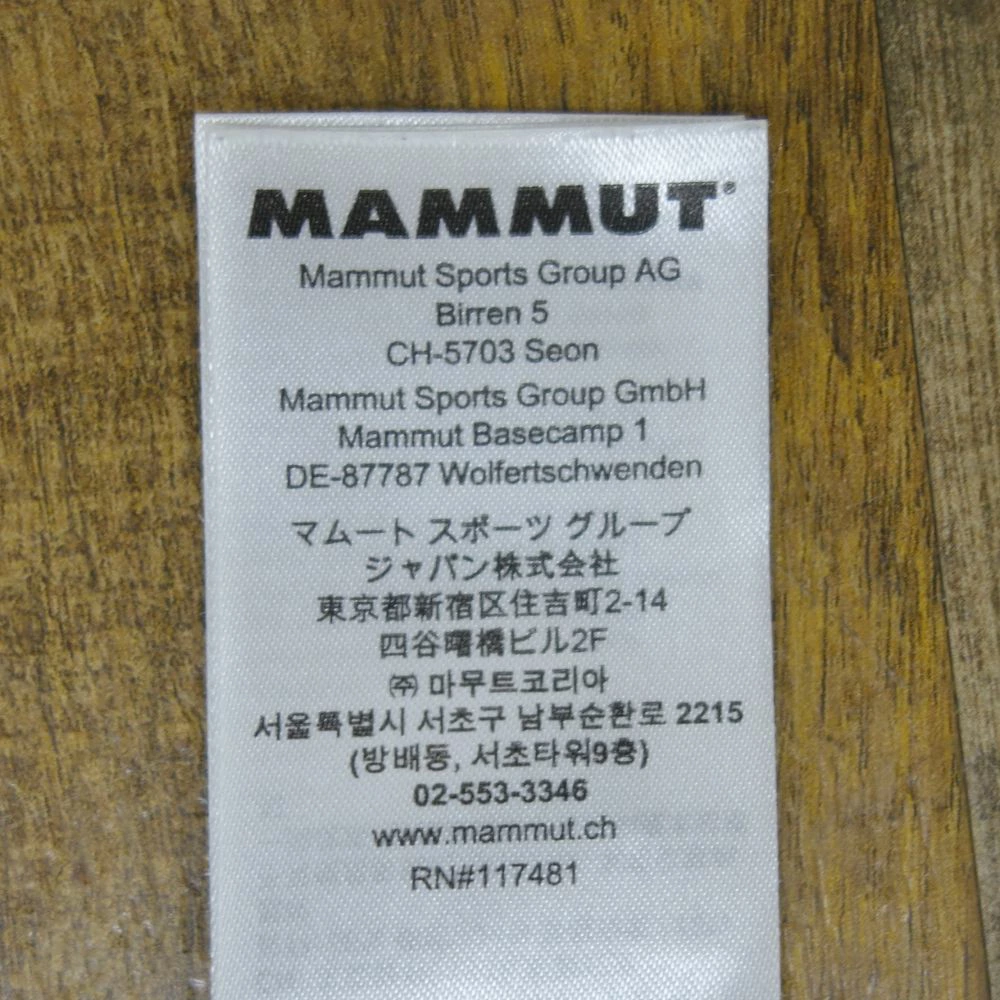 MAMMUT®
Mammut Sports Group AG
Birren 5
CH-5703 Seon
Mammut Sports Group GmbH
Mammut Basecamp 1
DE-87787 Wolfertschwenden
マムート スポーツ グループ
ジャパン株式会社
東京都新宿区住吉町2-14
四谷曙橋ビル2F
㈜ 마무트코리아
서울특별시 서초구 남부순환로 2215
(방배동, 서초타워9층)
02-553-3346
www.mammut.ch
RN#117481